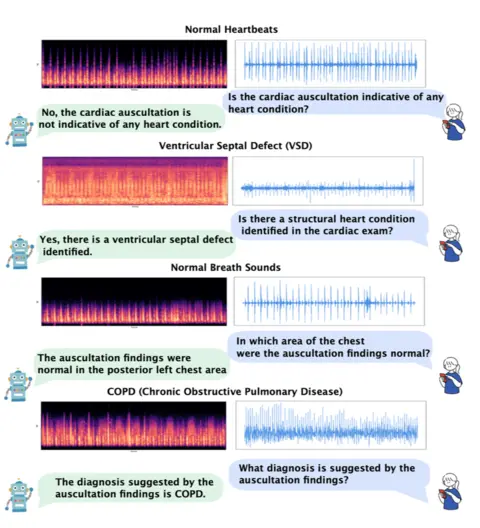 Normal Heartbeats
Is the cardiac auscultation indicative of any
heart condition?
No, the cardiac auscultation is
not indicative of any heart condition.
Ventricular Septal Defect (VSD)
Is there a structural heart condition
identified in the cardiac exam?
Yes, there is a ventricular septal defect
identified.
Normal Breath Sounds
In which area of the chest
were the auscultation findings normal?
The auscultation findings were
normal in the posterior left chest area
COPD (Chronic Obstructive Pulmonary Disease)
What diagnosis is suggested by the
auscultation findings?
The diagnosis suggested by the
auscultation findings is COPD.